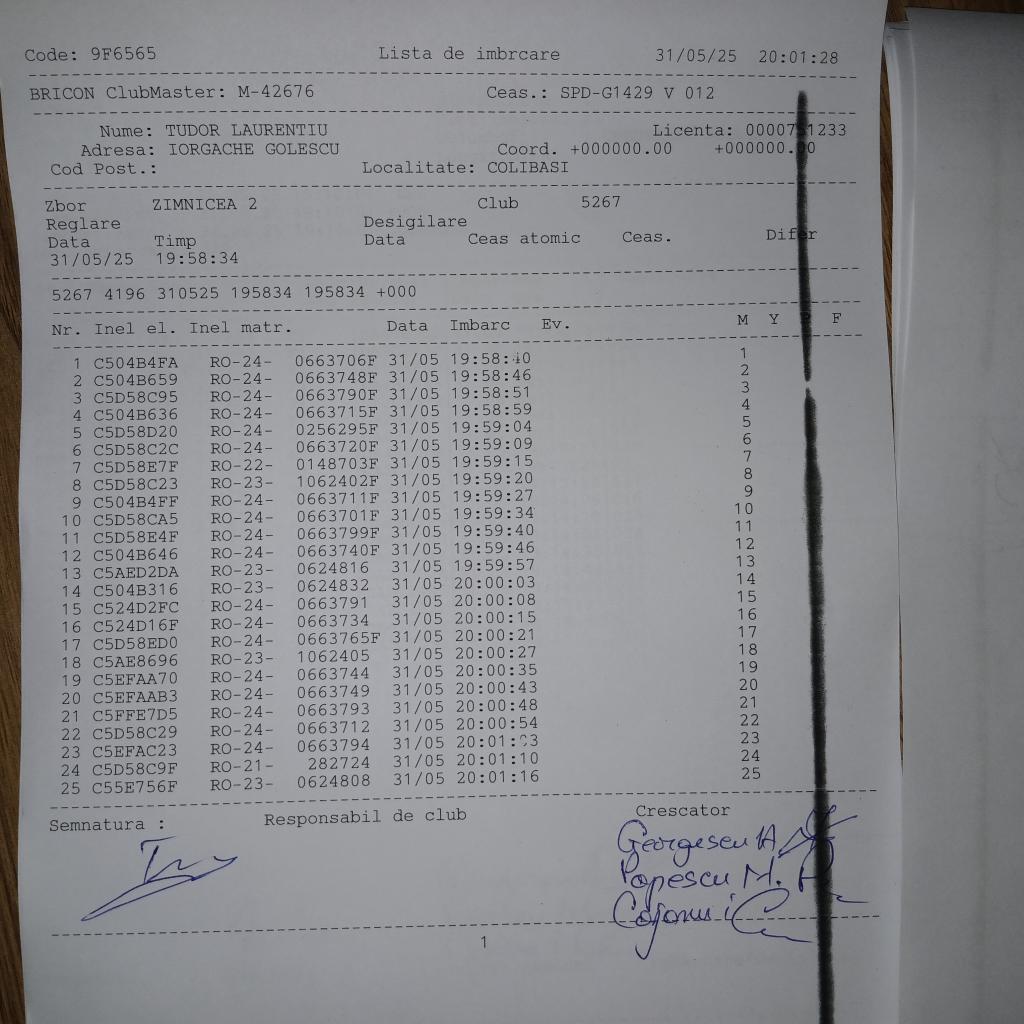 Code: 9F6565 Lista de imbrcare 31/05/25 20:01:28
BRICON ClubMaster: M-42676 Ceas.: SPD-G1429 V 012
Nume: TUDOR LAURENTIU Licenta: 0000751233
Adresa: IORGACHE GOLESCU Coord. +000000.00 +000000.00
Cod Post.: Localitate: COLIBASI
Zbor ZIMNICEA 2 Club 5267
Reglare Desigilare
Data Timp Data Ceas atomic Ceas. Difer
31/05/25 19:58:34
5267 4196 310525 195834 195834 +000
Nr. Inel el. Inel matr. Data Imbarc Ev. M Y F
1 C504B4FA RO-24- 0663706F 31/05 19:58:40 1
2 C504B659 RO-24- 0663748F 31/05 19:58:46 2
3 C5D58C95 RO-24- 0663790F 31/05 19:58:51 3
4 C504B636 RO-24- 0663715F 31/05 19:58:59 4
5 C5D58D20 RO-24- 0256295F 31/05 19:59:04 5
6 C5D58C2C RO-24- 0663720F 31/05 19:59:09 6
7 C5D58E7F RO-22- 0148703F 31/05 19:59:15 7
8 C5D58C23 RO-23- 1062402F 31/05 19:59:20 8
9 C504B4FF RO-24- 0663711F 31/05 19:59:27 9
10 C5D58CA5 RO-24- 0663701F 31/05 19:59:34 10
11 C5D58E4F RO-24- 0663799F 31/05 19:59:40 11
12 C504B646 RO-24- 0663740F 31/05 19:59:46 12
13 C5AED2DA RO-23- 0624816 31/05 19:59:57 13
14 C504B316 RO-23- 0624832 31/05 20:00:03 14
15 C524D2FC RO-24- 0663791 31/05 20:00:08 15
16 C524D16F RO-24- 0663734 31/05 20:00:15 16
17 C5D58ED0 RO-24- 0663765F 31/05 20:00:21 17
18 C5AE8696 RO-23- 1062405 31/05 20:00:27 18
19 C5EFAA70 RO-24- 0663744 31/05 20:00:35 19
20 C5EFAAB3 RO-24- 0663749 31/05 20:00:43 20
21 C5FFE7D5 RO-24- 0663793 31/05 20:00:48 21
22 C5D58C29 RO-24- 0663712 31/05 20:00:54 22
23 C5EFAC23 RO-24- 0663794 31/05 20:01:03 23
24 C5D58C9F RO-21- 282724 31/05 20:01:10 24
25 C55E756F RO-23- 0624808 31/05 20:01:16 25
Semnatura : Responsabil de club Crescator
Georgescu A
Popescu M.
1